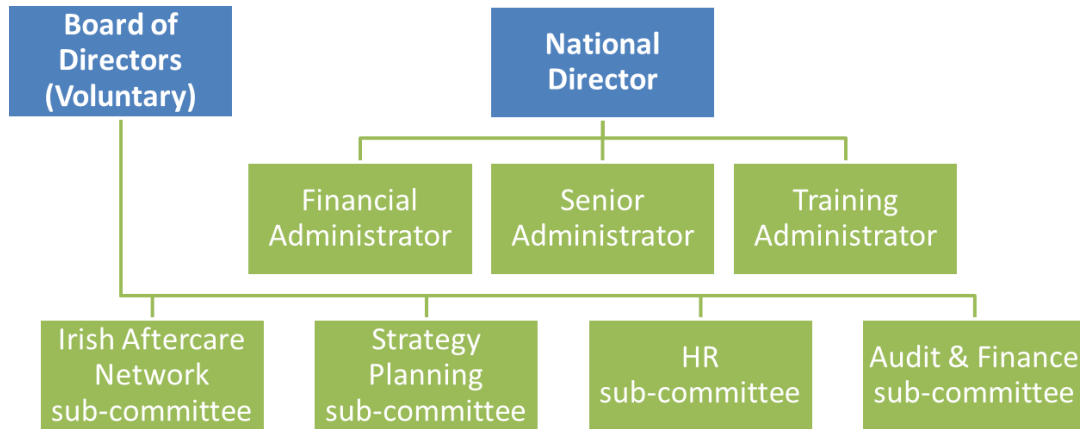 Board of
Directors
(Voluntary)
National
Director
Financial
Administrator
Senior
Administrator
Training
Administrator
Irish Aftercare
Network
sub-committee
Strategy
Planning
sub-committee
HR
sub-committee
Audit & Finance
sub-committee